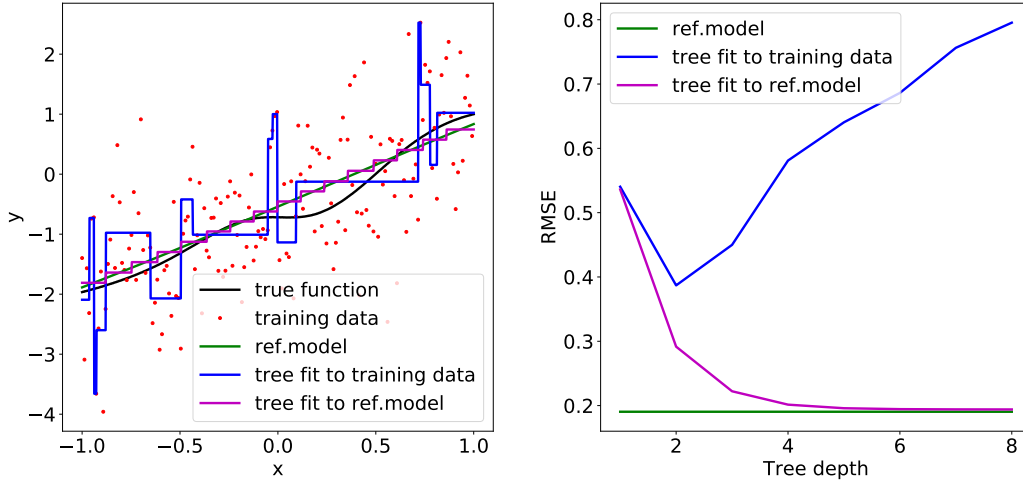 2
1
0
−1
−2
−3
−4
y
−1.0
−0.5
0.0
0.5
1.0
x
true function
training data
ref.model
tree fit to training data
tree fit to ref.model
0.8
0.7
0.6
0.5
0.4
0.3
0.2
RMSE
2
4
6
8
Tree depth
ref.model
tree fit to training data
tree fit to ref.model